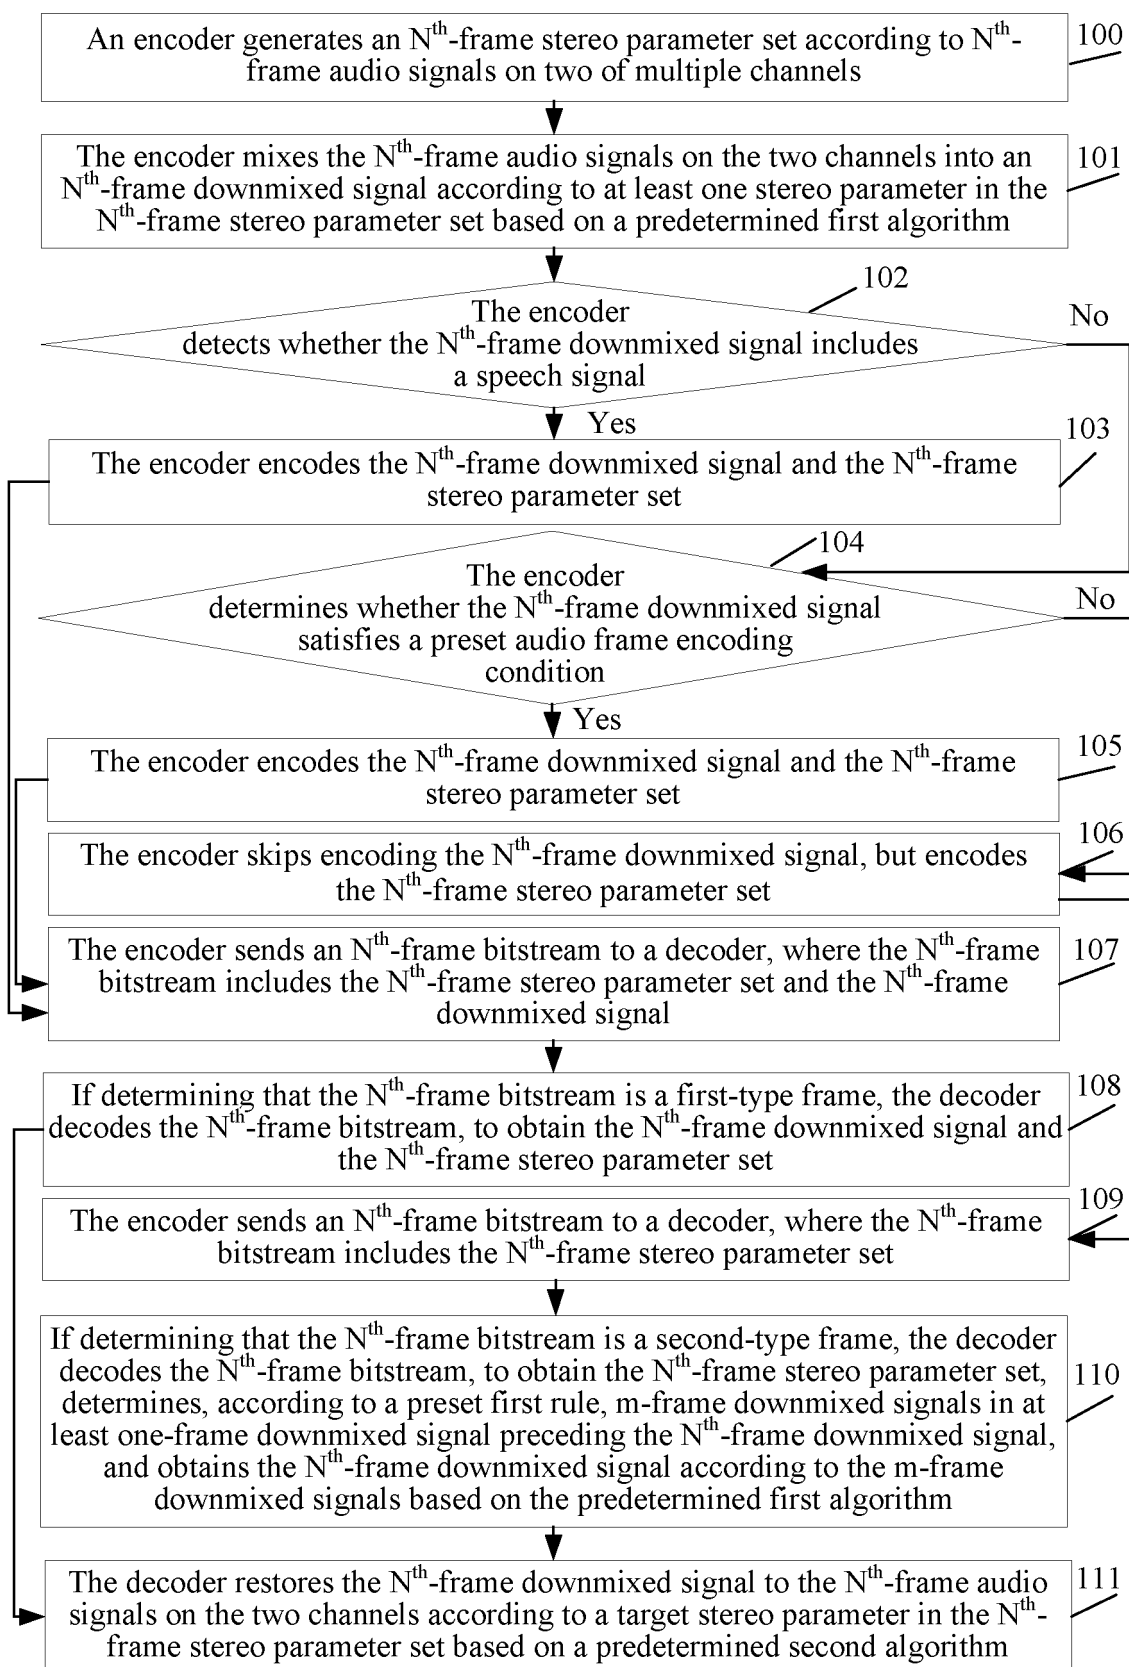 An encoder generates an Nth-frame stereo parameter set according to Nth-
frame audio signals on two of multiple channels
100
The encoder mixes the Nth-frame audio signals on the two channels into an
Nth-frame downmixed signal according to at least one stereo parameter in the
Nth-frame stereo parameter set based on a predetermined first algorithm
101
102
The encoder
detects whether the Nth-frame downmixed signal includes
a speech signal
No
Yes
103
The encoder encodes the Nth-frame downmixed signal and the Nth-frame
stereo parameter set
104
The encoder
determines whether the Nth-frame downmixed signal
satisfies a preset audio frame encoding
condition
No
Yes
105
The encoder encodes the Nth-frame downmixed signal and the Nth-frame
stereo parameter set
106
The encoder skips encoding the Nth-frame downmixed signal, but encodes
the Nth-frame stereo parameter set
107
The encoder sends an Nth-frame bitstream to a decoder, where the Nth-frame
bitstream includes the Nth-frame stereo parameter set and the Nth-frame
downmixed signal
108
If determining that the Nth-frame bitstream is a first-type frame, the decoder
decodes the Nth-frame bitstream, to obtain the Nth-frame downmixed signal and
the Nth-frame stereo parameter set
109
The encoder sends an Nth-frame bitstream to a decoder, where the Nth-frame
bitstream includes the Nth-frame stereo parameter set
110
If determining that the Nth-frame bitstream is a second-type frame, the decoder
decodes the Nth-frame bitstream, to obtain the Nth-frame stereo parameter set,
determines, according to a preset first rule, m-frame downmixed signals in at
least one-frame downmixed signal preceding the Nth-frame downmixed signal,
and obtains the Nth-frame downmixed signal according to the m-frame
downmixed signals based on the predetermined first algorithm
111
The decoder restores the Nth-frame downmixed signal to the Nth-frame audio
signals on the two channels according to a target stereo parameter in the Nth-
frame stereo parameter set based on a predetermined second algorithm